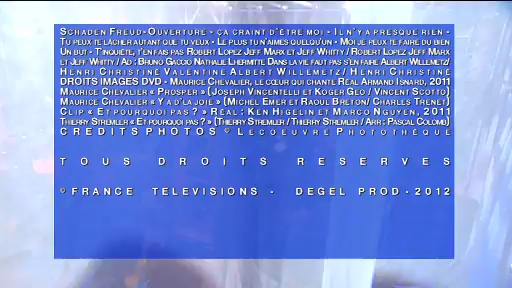 SCHADEN FREUD - OUVERTURE - ÇA CRAINT D'ÊTRE MOI - IL N'Y A PRESQUE RIEN -
TU PEUX TE LÂCHER AUTANT QUE TU VEUX - LE PLUS TU N'AIMES QUELQU'UN - MOI JE PEUX TE FAIRE DU BIEN
UN BUT - T'INQUIÈTE, Y'EN FAIS PAS ROBERT LOPEZ JEFF MARX ET JEFF WHITTY / ROBERT LOPEZ JEFF MARX
ET JEFF WHITTY / AD : BRUNO GACCIO NATHALIE LHERMITTE DANS LA VIE FAUT PAS S'EN FAIRE ALBERT WILLEMETZ/
HENRI CHRISTINE VALENTINE ALBERT WILLEMETZ / HENRI CHRISTINÉ
DROITS IMAGES DVD - MAURICE CHEVALIER, LE CŒUR QUI CHANTE RÉAL ARMAND ISNARD. 2011
MAURICE CHEVALIER « PROSPER » (JOSEPH VINCENTELLI ET KOGER GÉO / VINCENT SCOTTO)
MAURICE CHEVALIER « Y A D'LA JOIE » (MICHEL EMER ET RAOUL BRETON/ CHARLES TRENET)
CLIP « ET POURQUOI PAS ? » RÉAL : KEN HIGELIN ET MARCO NGUYEN, 2011
THIERRY STREMLER « ET POURQUOI PAS ? » (THIERRY STREMLER / THIERRY STREMLER / ARR : PASCAL COLOMB)
CREDITS PHOTOS © LECOEUVRE PHOTOTHÈQUE
TOUS DROITS RESERVES
© FRANCE TELEVISIONS - DEGEL PROD - 2012